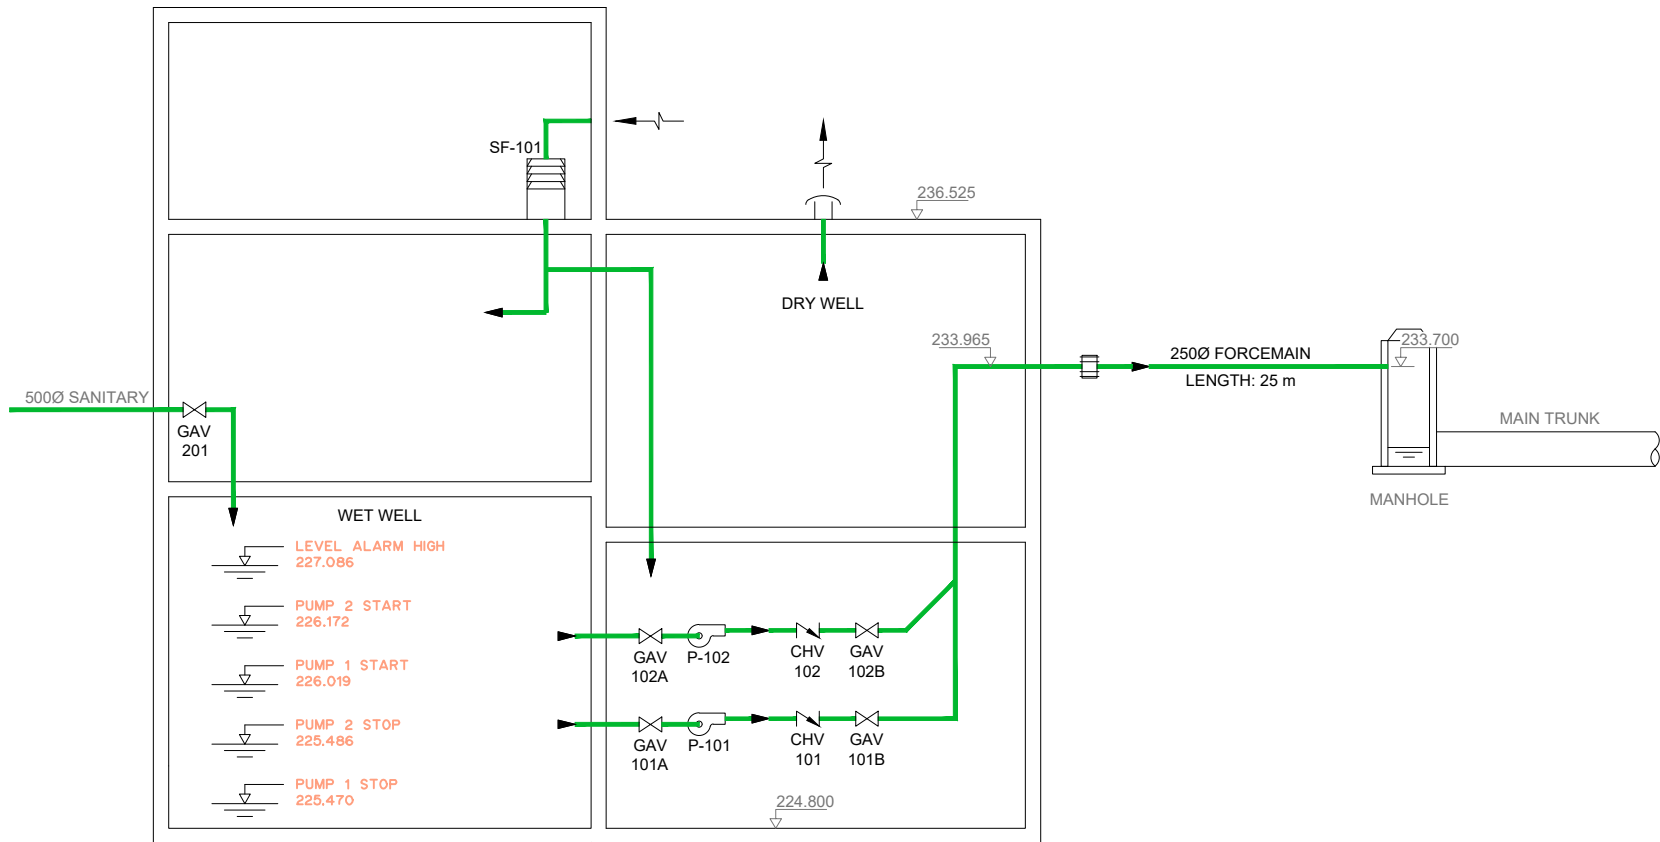 SF-101
236.525
DRY WELL
233.965
250Ø FORCEMAIN
LENGTH: 25 m
233.700
500Ø SANITARY
GAV
201
MAIN TRUNK
MANHOLE
WET WELL
LEVEL ALARM HIGH
227.086
PUMP 2 START
226.172
PUMP 1 START
226.019
PUMP 2 STOP
225.486
PUMP 1 STOP
225.470
GAV
102A
P-102
CHV
102
GAV
102B
GAV
101A
P-101
CHV
101
GAV
101B
224.800